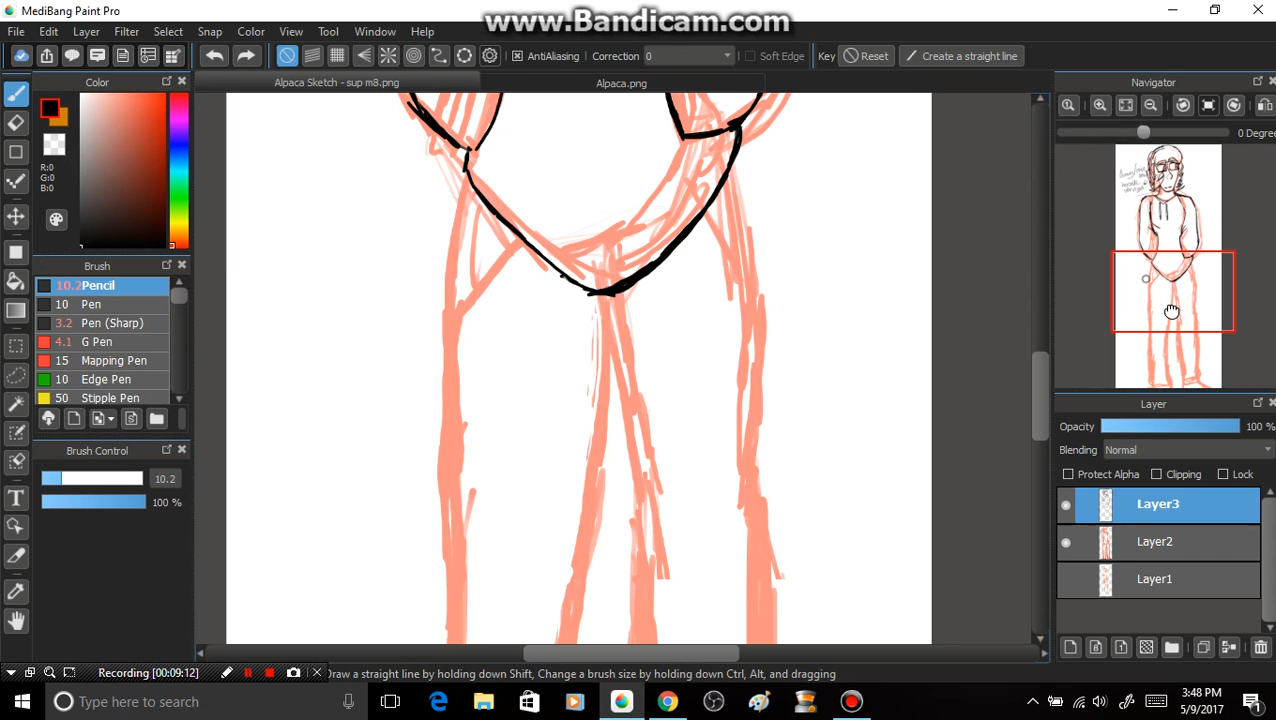 MediBang Paint Pro
www.Bandicam.com
File Edit Layer Filter Select Snap Color View Tool Window Help
AntiAliasing Correction 0 Soft Edge Key Reset Create a straight line
Color
Alpaca Sketch - sup m8.png
Alpaca.png
Navigator
0 Degree
R:0
G:0
B:0
Brush
10.2 Pencil
10 Pen
3.2 Pen (Sharp)
4.1 G Pen
15 Mapping Pen
10 Edge Pen
50 Stipple Pen
Brush Control
10.2
100 %
Layer
Opacity 100 %
Blending Normal
Protect Alpha Clipping Lock
Layer3
Layer2
Layer1
Recording [00:09:12]
Draw a straight line by holding down Shift, Change a brush size by holding down Ctrl, Alt, and dragging
Type here to search
3:48 PM
5/9/2017
1